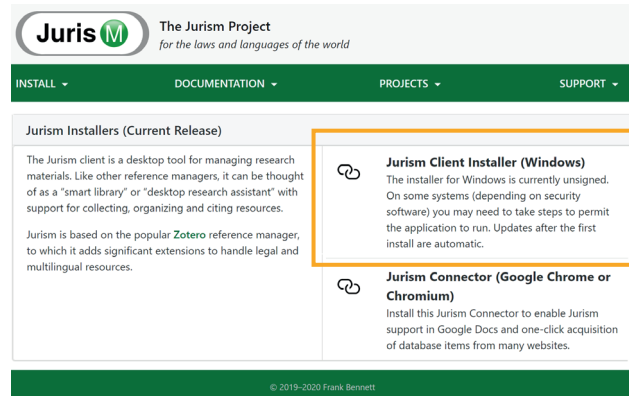 Juris M
The Jurism Project
for the laws and languages of the world
INSTALL
DOCUMENTATION
PROJECTS
SUPPORT
Jurism Installers (Current Release)
The Jurism client is a desktop tool for managing research
materials. Like other reference managers, it can be thought
of as a “smart library” or “desktop research assistant” with
support for collecting, organizing and citing resources.
Jurism is based on the popular Zotero reference manager,
to which it adds significant extensions to handle legal and
multilingual resources.
Jurism Client Installer (Windows)
The installer for Windows is currently unsigned.
On some systems (depending on security
software) you may need to take steps to permit
the application to run. Updates after the first
install are automatic.
Jurism Connector (Google Chrome or
Chromium)
Install this Jurism Connector to enable Jurism
support in Google Docs and one-click acquisition
of database items from many websites.
© 2019–2020 Frank Bennett